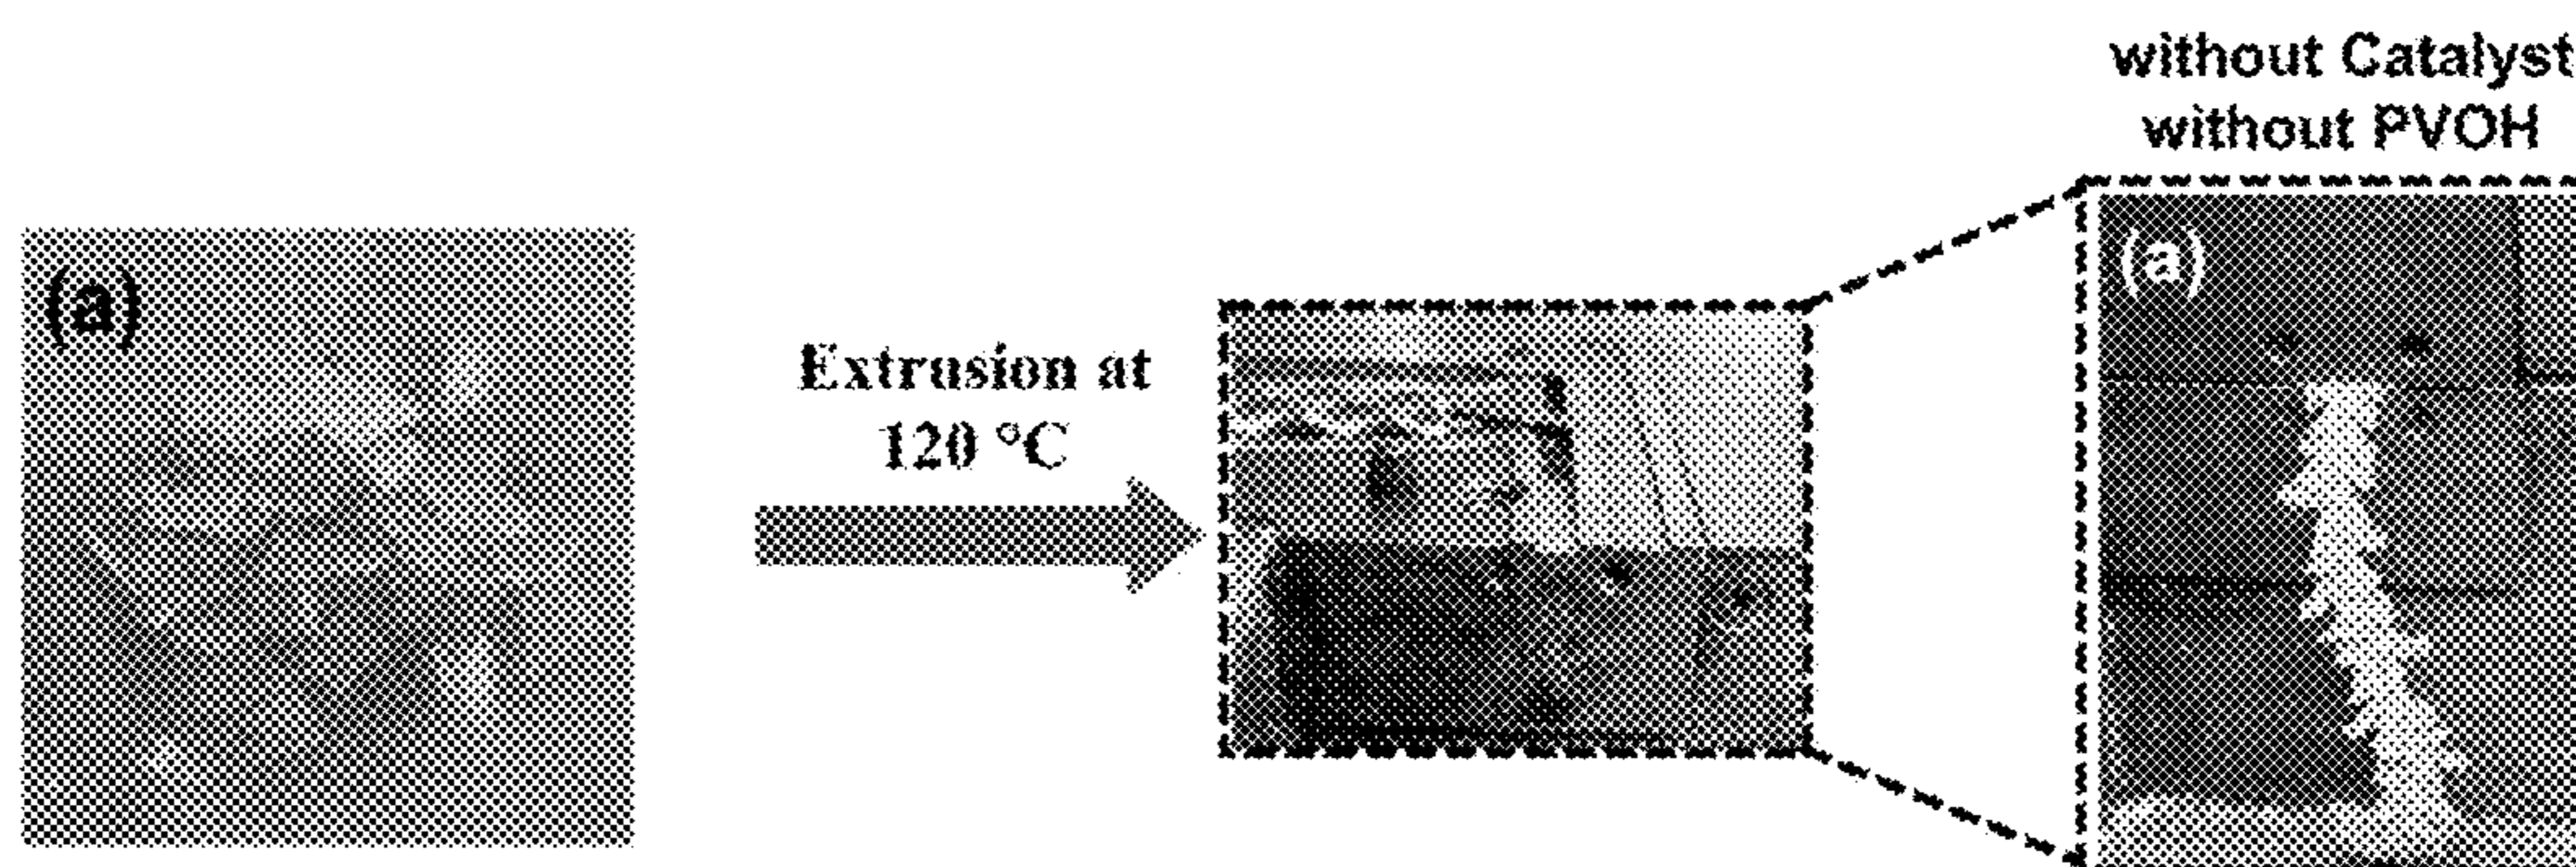 without Catalyst
without PVOH
(a)
Extrusion at
120 °C
(a)